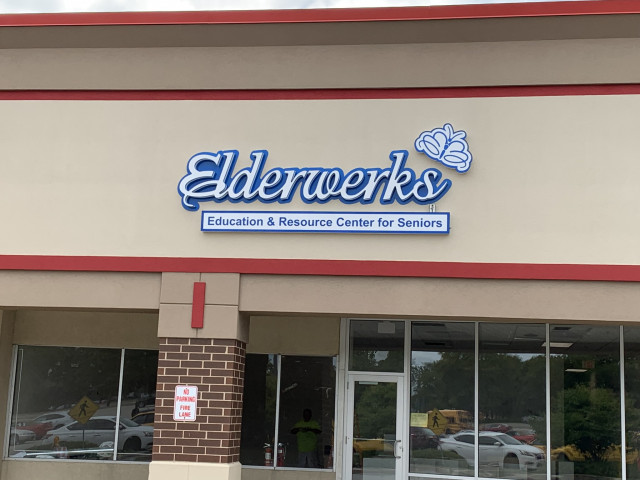 Elderwerks
Education & Resource Center for Seniors
NO
PARKING
FIRE
LANE